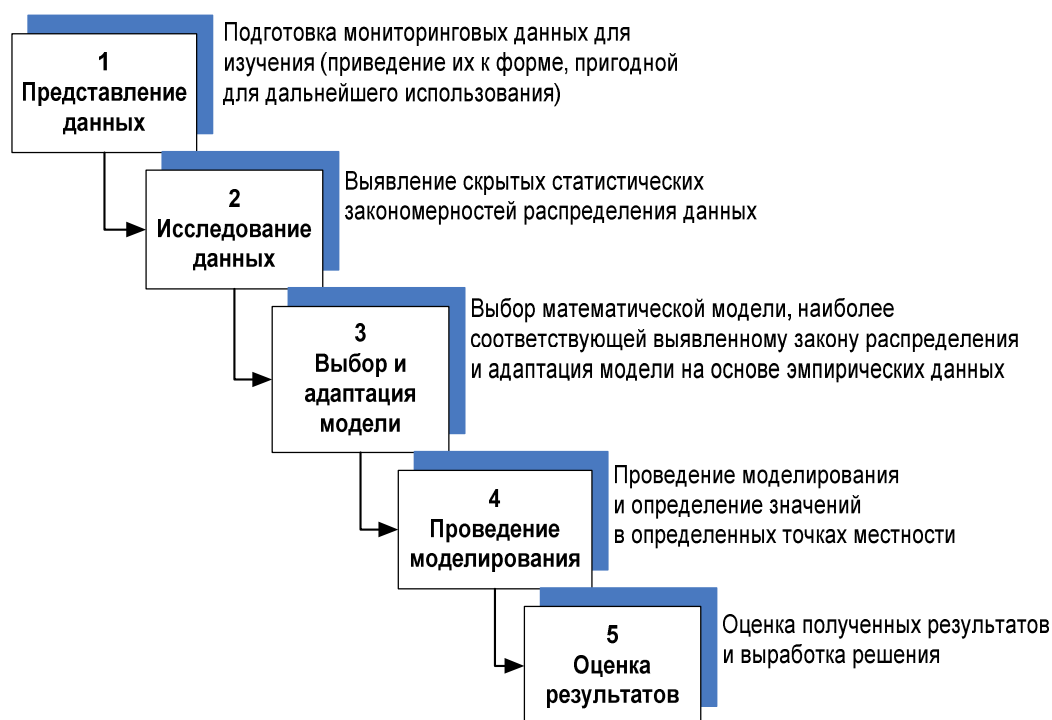 1
Представление
данных
Подготовка мониторинговых данных для
изучения (приведение их к форме, пригодной
для дальнейшего использования)
2
Исследование
данных
Выявление скрытых статистических
закономерностей распределения данных
3
Выбор и
адаптация
модели
Выбор математической модели, наиболее
соответствующей выявленному закону распределения
и адаптация модели на основе эмпирических данных
4
Проведение
моделирования
Проведение моделирования
и определение значений
в определенных точках местности
5
Оценка
результатов
Оценка полученных результатов
и выработка решения